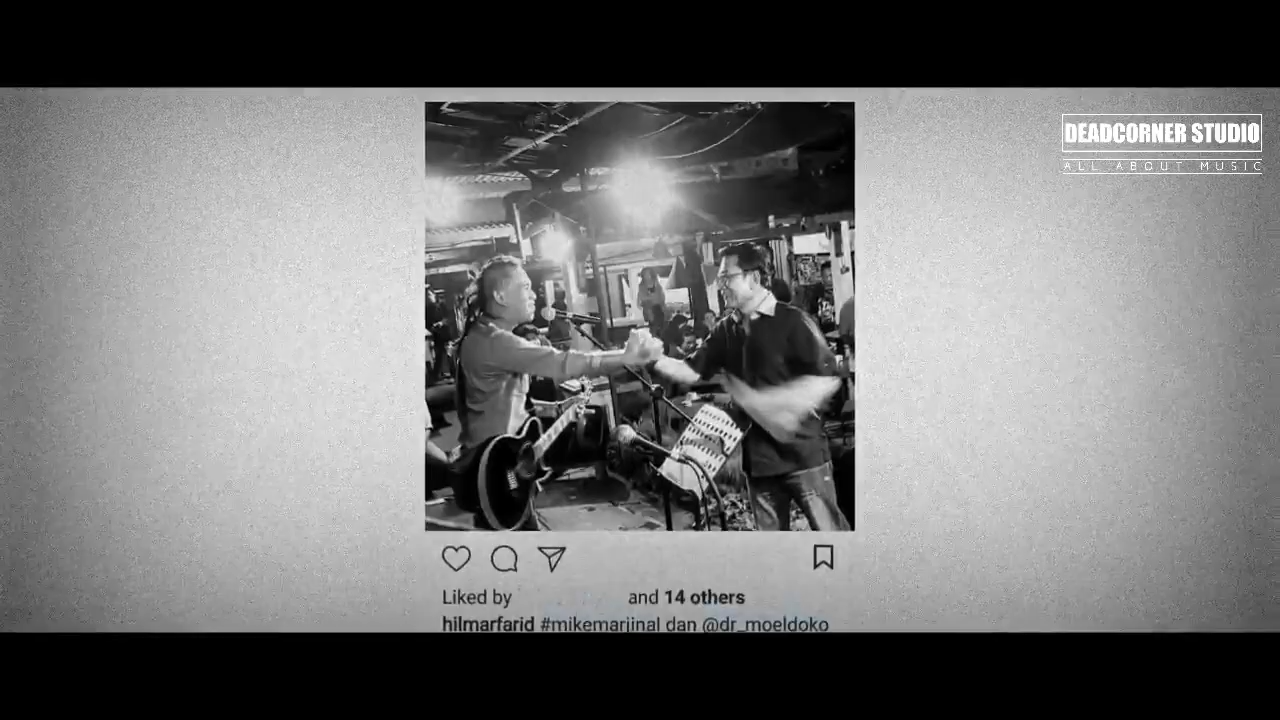 DEADCORNER STUDIO
ALL ABOUT MUSIC
Liked by and 14 others
hilmarfarid #mikemarjinal dan @dr_moeldoko